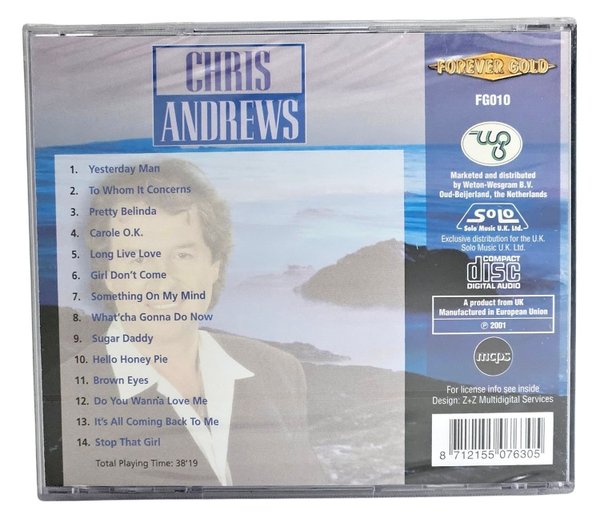 CHRIS
ANDREWS
1. Yesterday Man
2. To Whom It Concerns
3. Pretty Belinda
4. Carole O.K.
5. Long Live Love
6. Girl Don't Come
7. Something On My Mind
8. What'cha Gonna Do Now
9. Sugar Daddy
10. Hello Honey Pie
11. Brown Eyes
12. Do You Wanna Love Me
13. It's All Coming Back To Me
14. Stop That Girl
Total Playing Time: 38'19
FOREVER GOLD
FG010
Marketed and distributed
by Weton-Wesgram B.V.
Oud-Beijerland, the Netherlands
SOLO
Solo Music U.K. Ltd.
Exclusive distribution for the U.K.
Solo Music U.K. Ltd.
COMPACT
disc
DIGITAL AUDIO
A product from UK
Manufactured in European Union
℗ 2001
mcps
For license info see inside
Design: Z+Z Multidigital Services
8 712155 076305